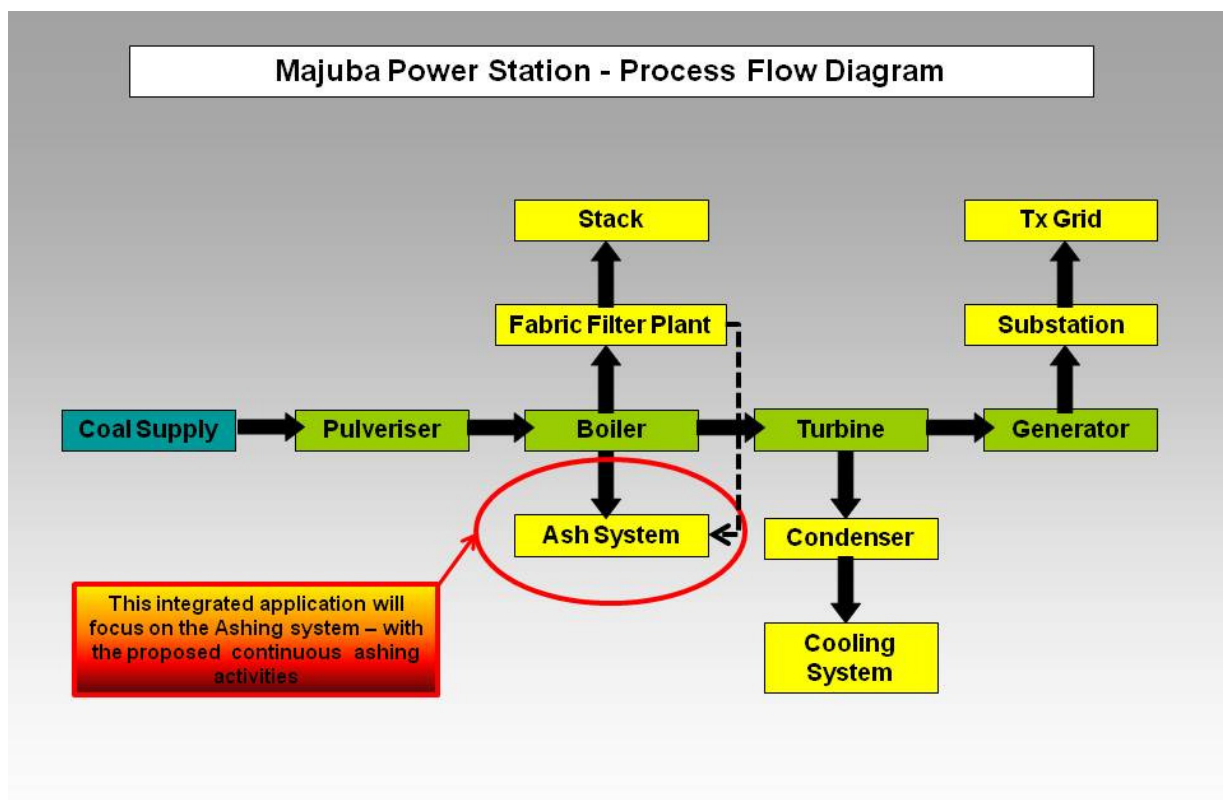 Majuba Power Station - Process Flow Diagram
Stack
Tx Grid
Fabric Filter Plant
Substation
Coal Supply
Pulveriser
Boiler
Turbine
Generator
Ash System
Condenser
This integrated application will
focus on the Ashing system – with
the proposed continuous ashing
activities
Cooling
System